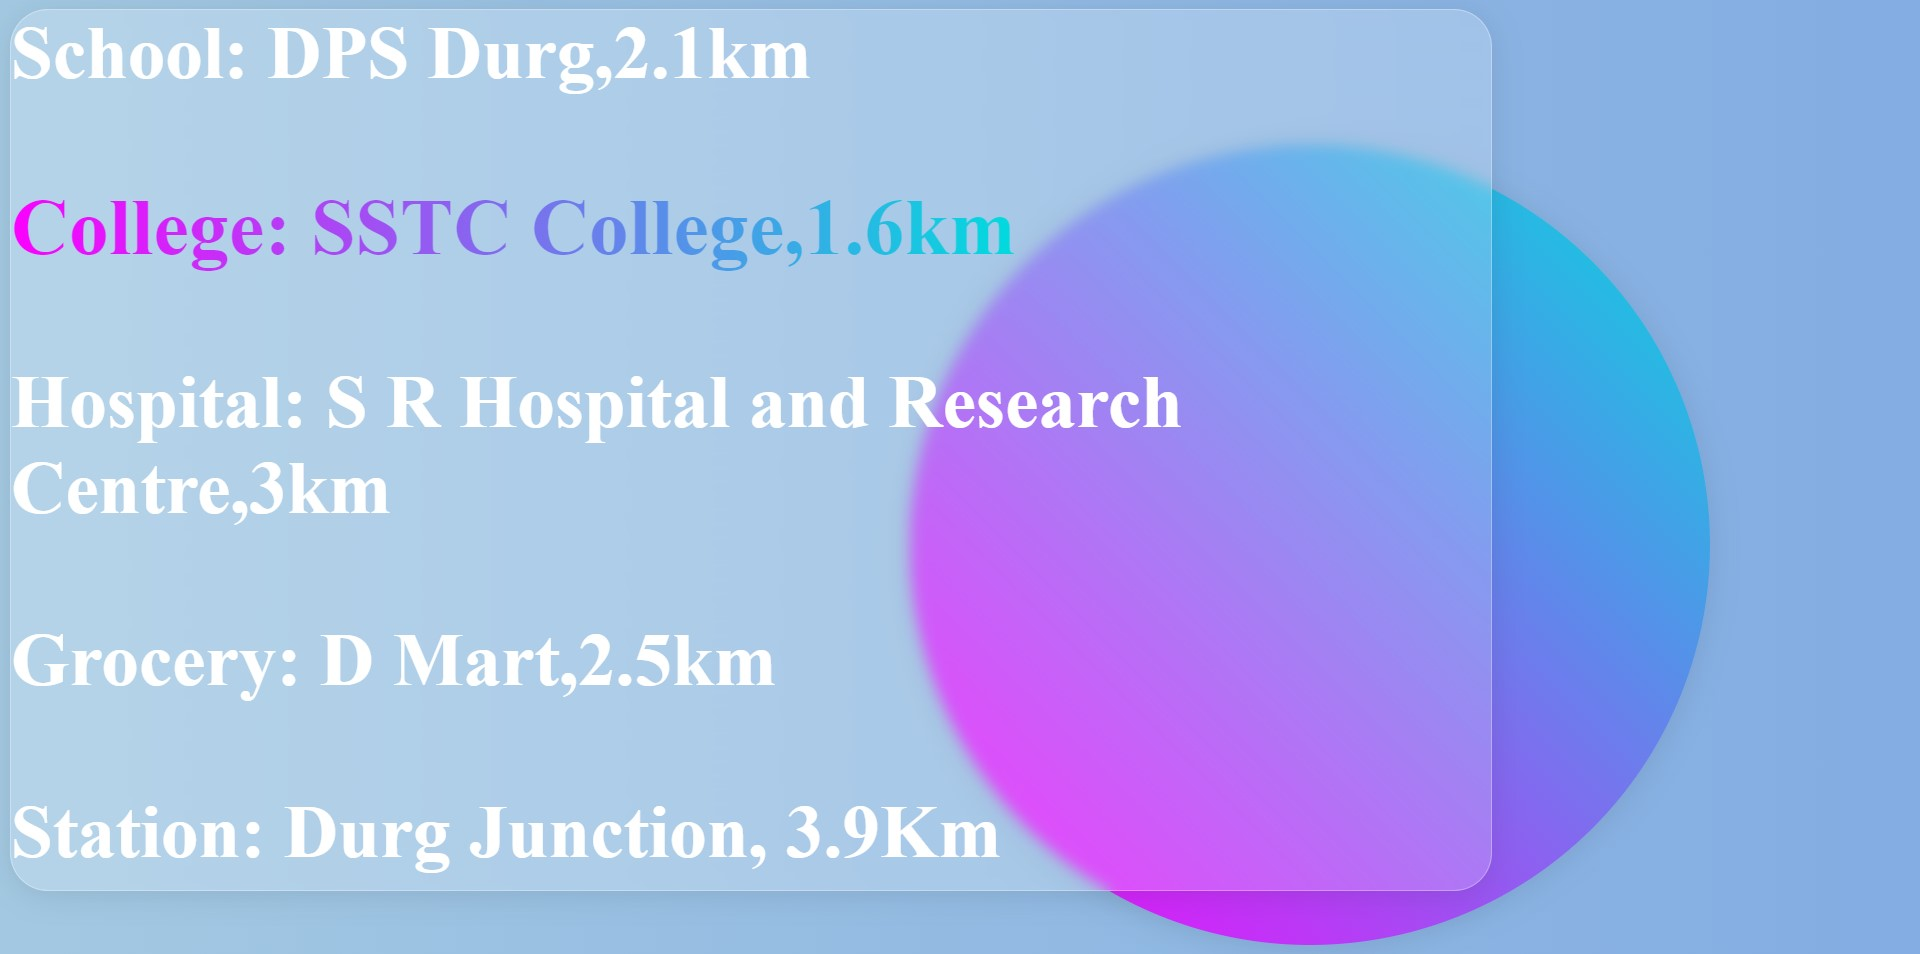 School: DPS Durg,2.1km
College: SSTC College,1.6km
Hospital: S R Hospital and Research
Centre,3km
Grocery: D Mart,2.5km
Station: Durg Junction, 3.9Km